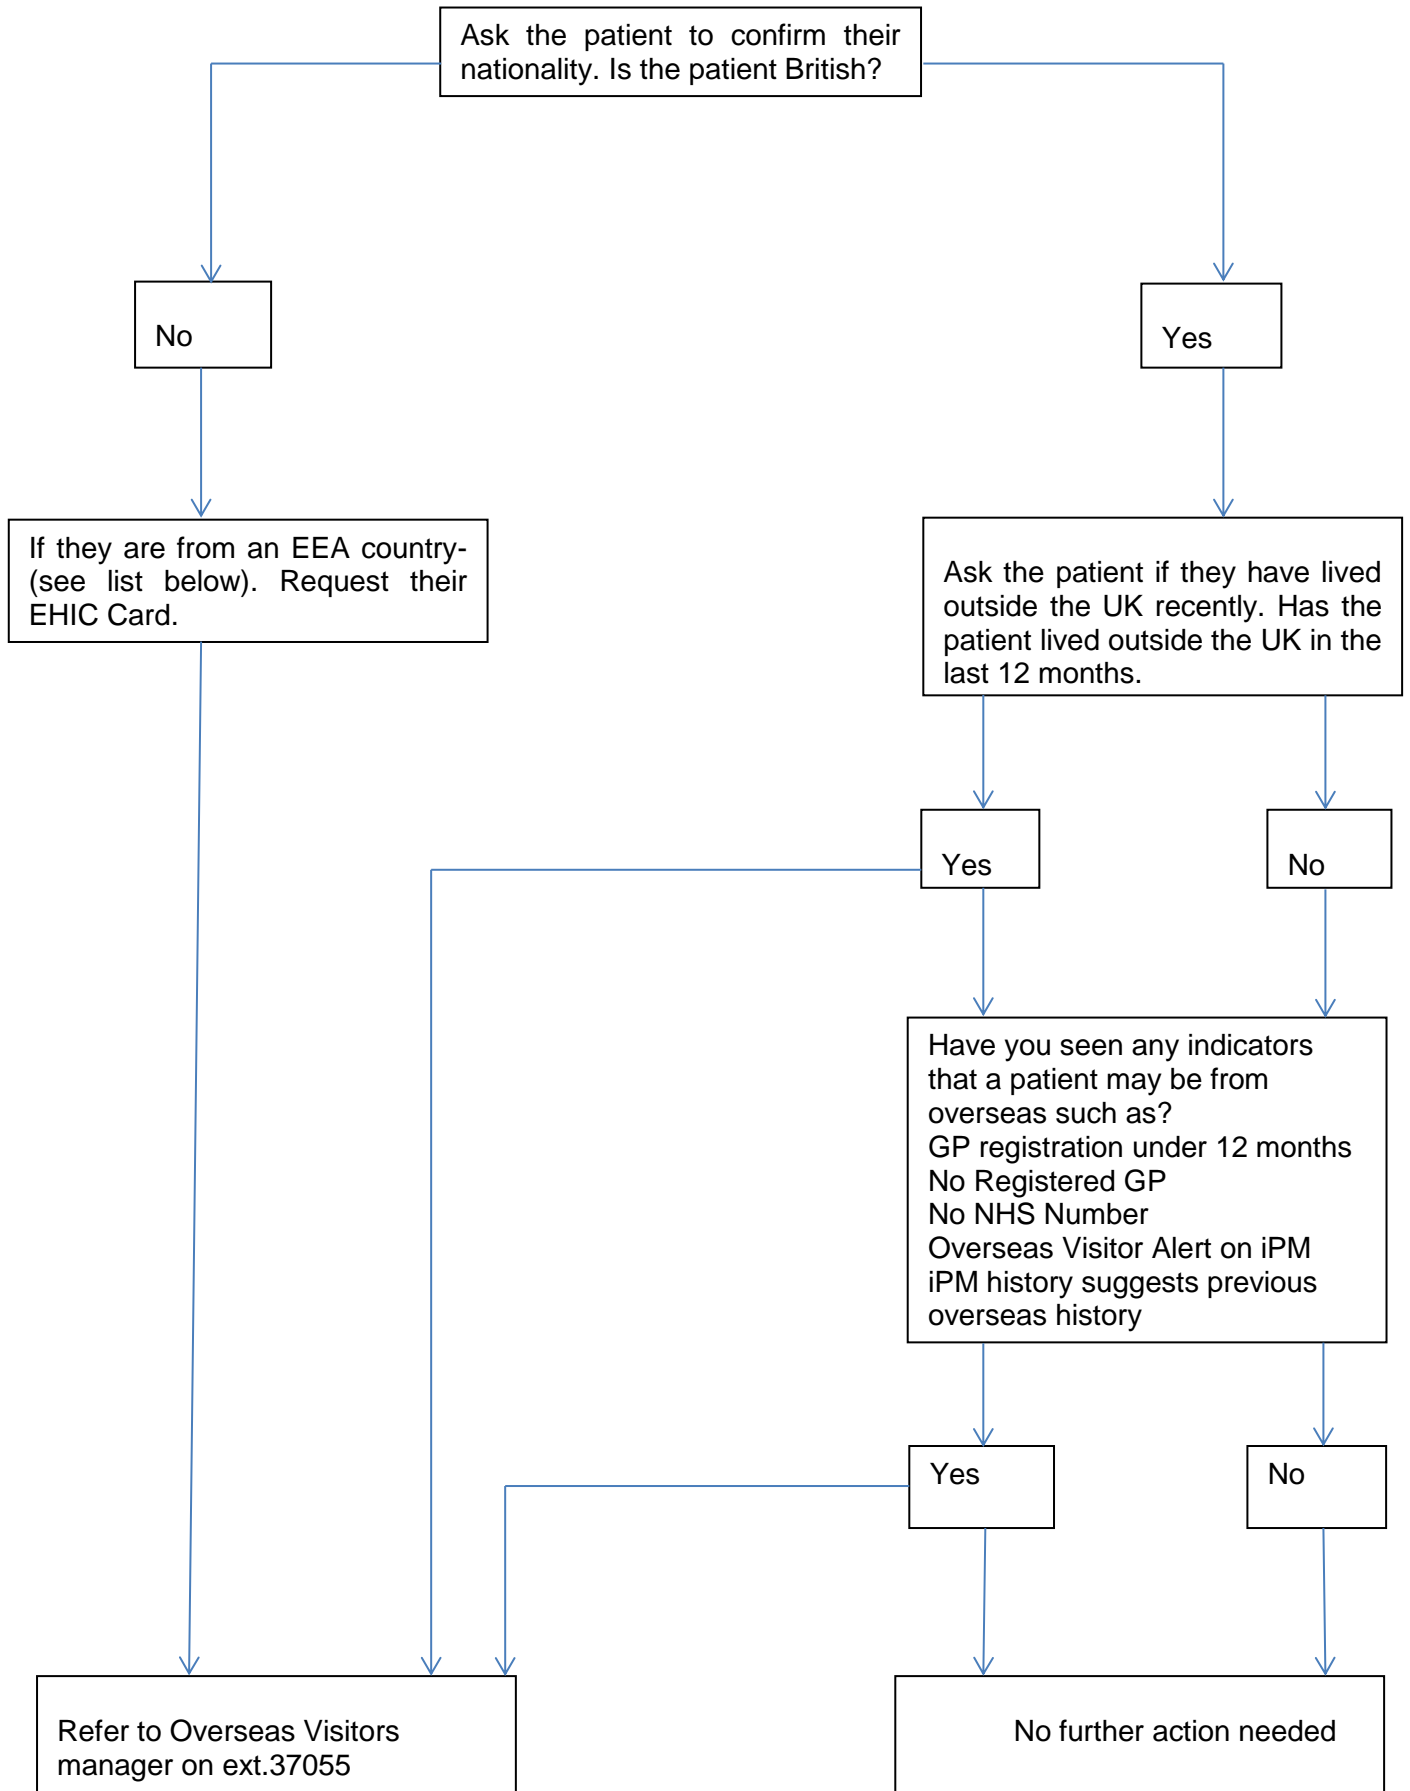 Ask the patient to confirm their
nationality. Is the patient British?
No
Yes
If they are from an EEA country-
(see list below). Request their
EHIC Card.
Ask the patient if they have lived
outside the UK recently. Has the
patient lived outside the UK in the
last 12 months.
Yes
No
Have you seen any indicators
that a patient may be from
overseas such as?
GP registration under 12 months
No Registered GP
No NHS Number
Overseas Visitor Alert on iPM
iPM history suggests previous
overseas history
Yes
No
Refer to Overseas Visitors
manager on ext.37055
No further action needed